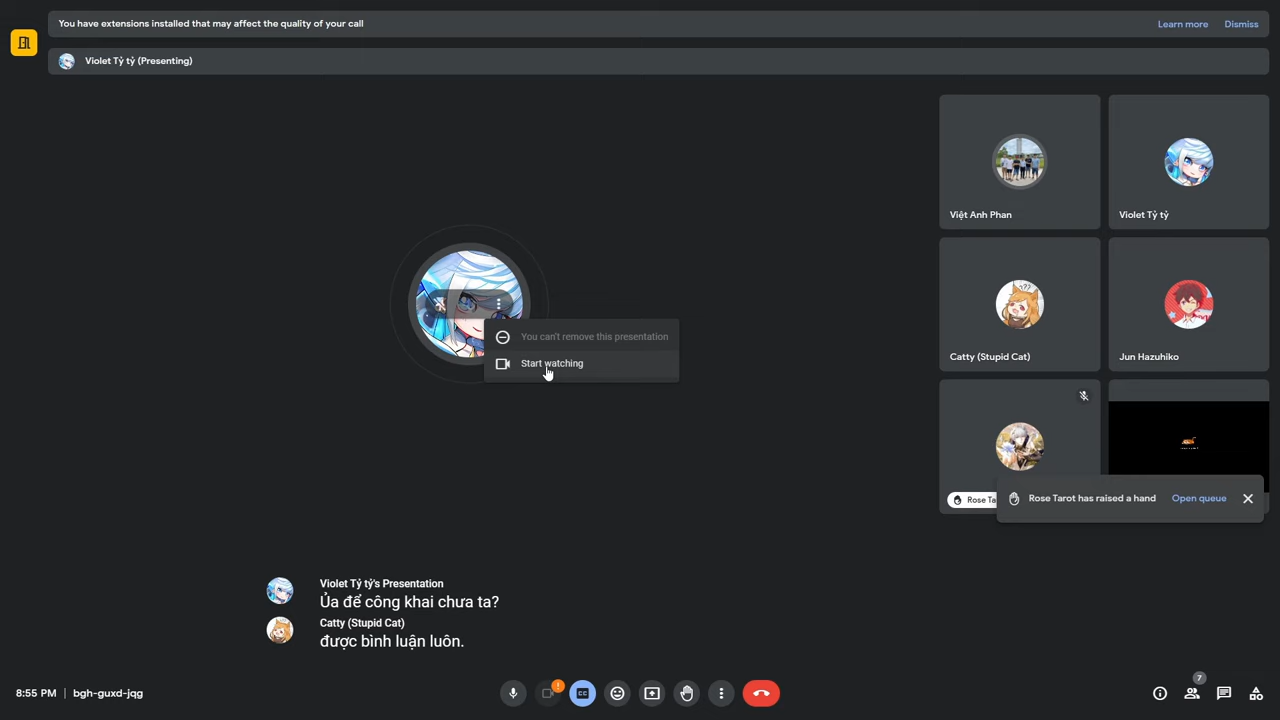 You have extensions installed that may affect the quality of your call
Learn more
Dismiss
Violet Tỷ tỷ (Presenting)
Việt Anh Phan
Violet Tỷ tỷ
You can't remove this presentation
Start watching
Catty (Stupid Cat)
Jun Hazuhiko
Rose Ta
Rose Tarot has raised a hand
Open queue
Violet Tỷ tỷ's Presentation
Ủa để công khai chưa ta?
Catty (Stupid Cat)
được bình luận luôn.
8:55 PM
bgh-guxd-jqg
CC
7